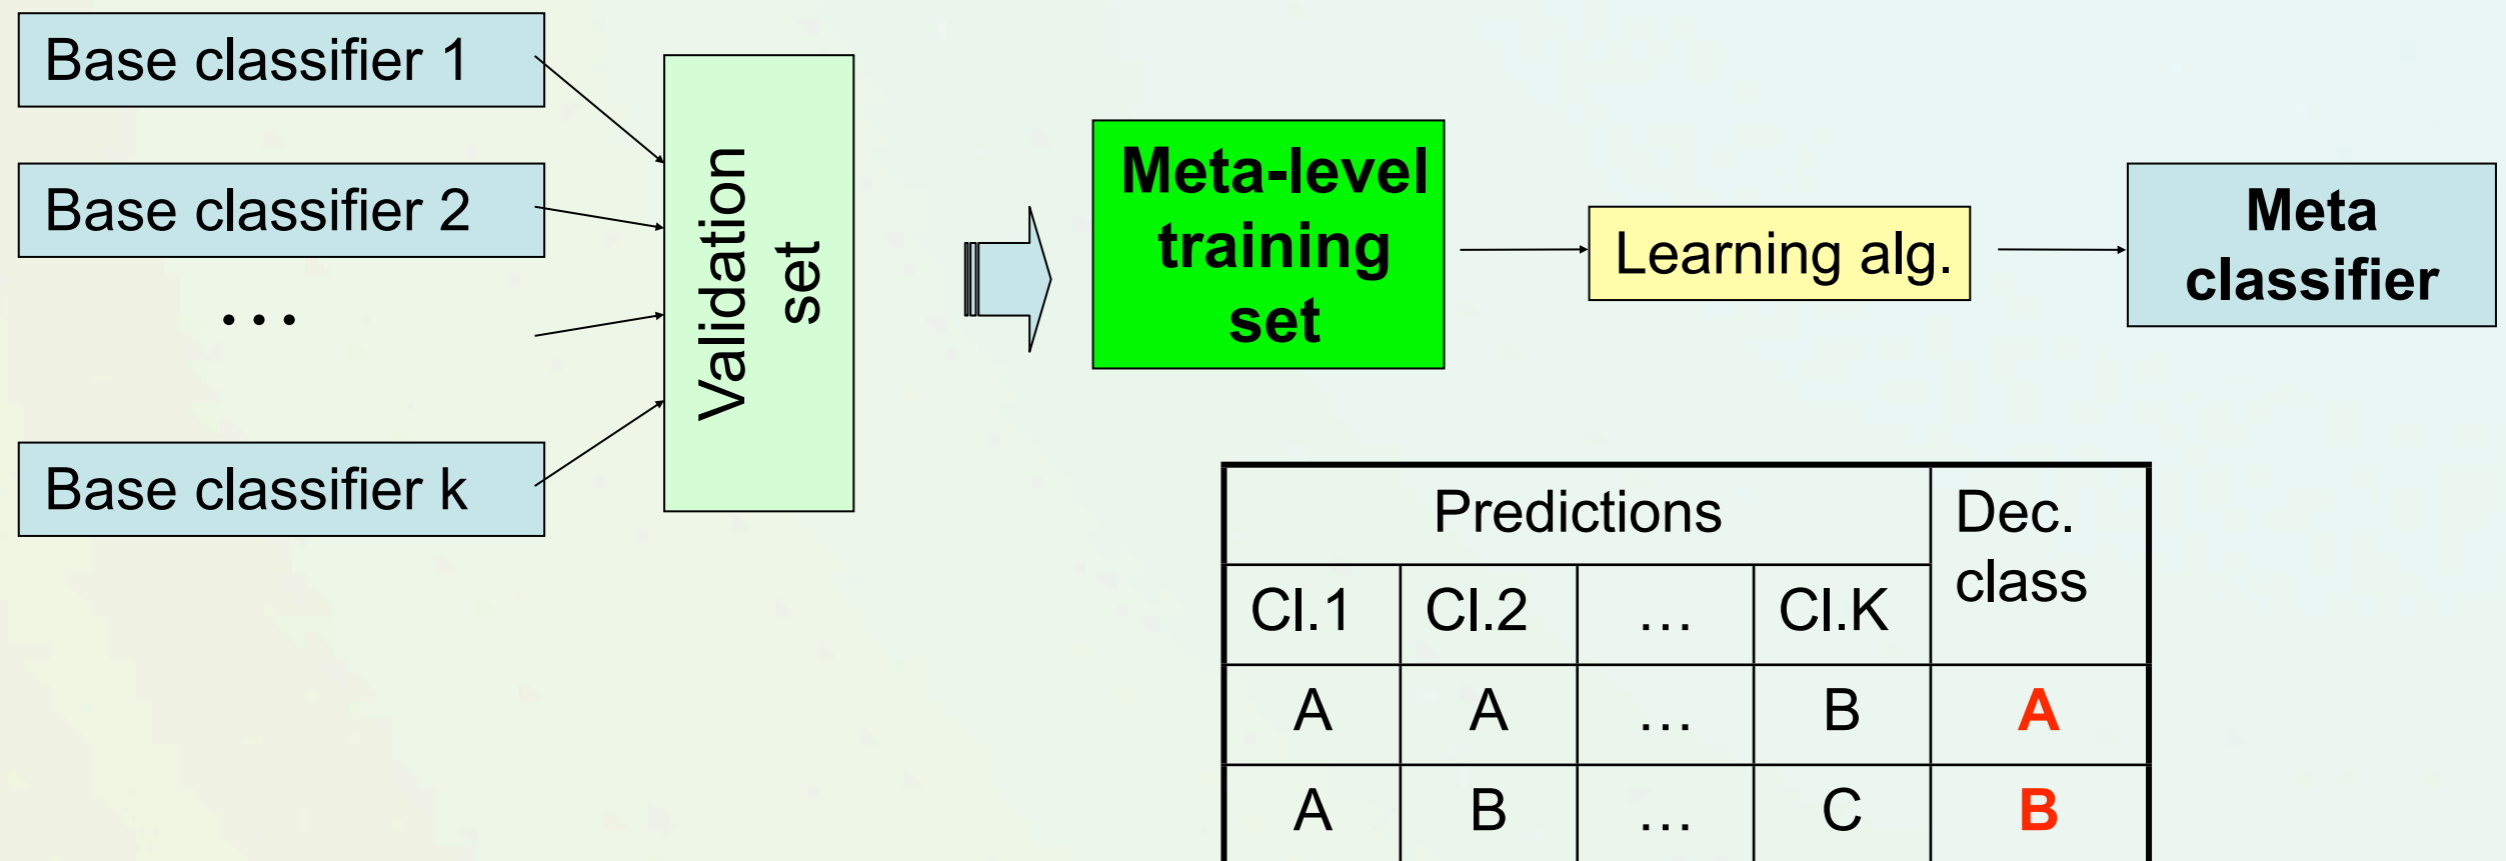 Base classifier 1
Base classifier 2
…
Base classifier k
Validation
set
Meta-level
training
set
Learning alg.
Meta
classifier
Predictions
Dec.
class
Cl.1 Cl.2 … Cl.K
A A … B A
A B … C B